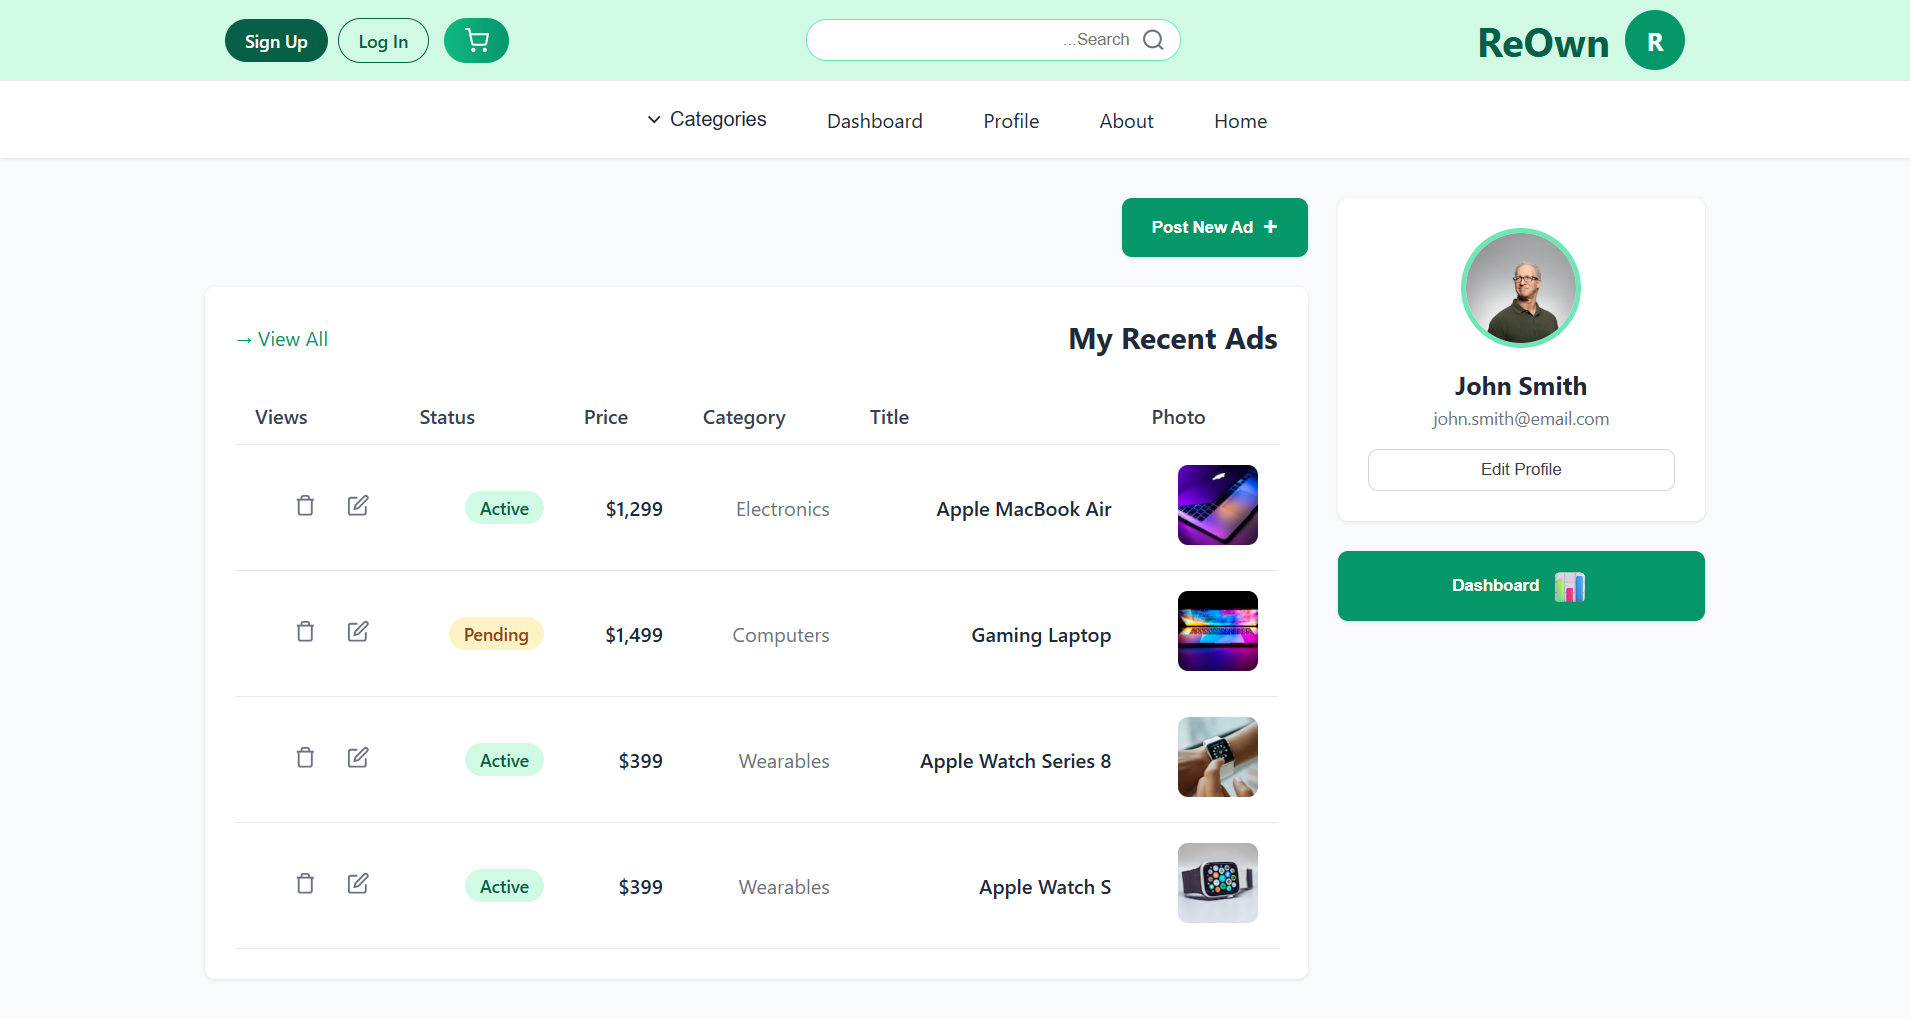 Sign Up
Log In
...Search
ReOwn
R
Categories
Dashboard
Profile
About
Home
Post New Ad +
→ View All
My Recent Ads
Views Status Price Category Title Photo
Active $1,299 Electronics Apple MacBook Air
Pending $1,499 Computers Gaming Laptop
Active $399 Wearables Apple Watch Series 8
Active $399 Wearables Apple Watch S
John Smith
john.smith@email.com
Edit Profile
Dashboard